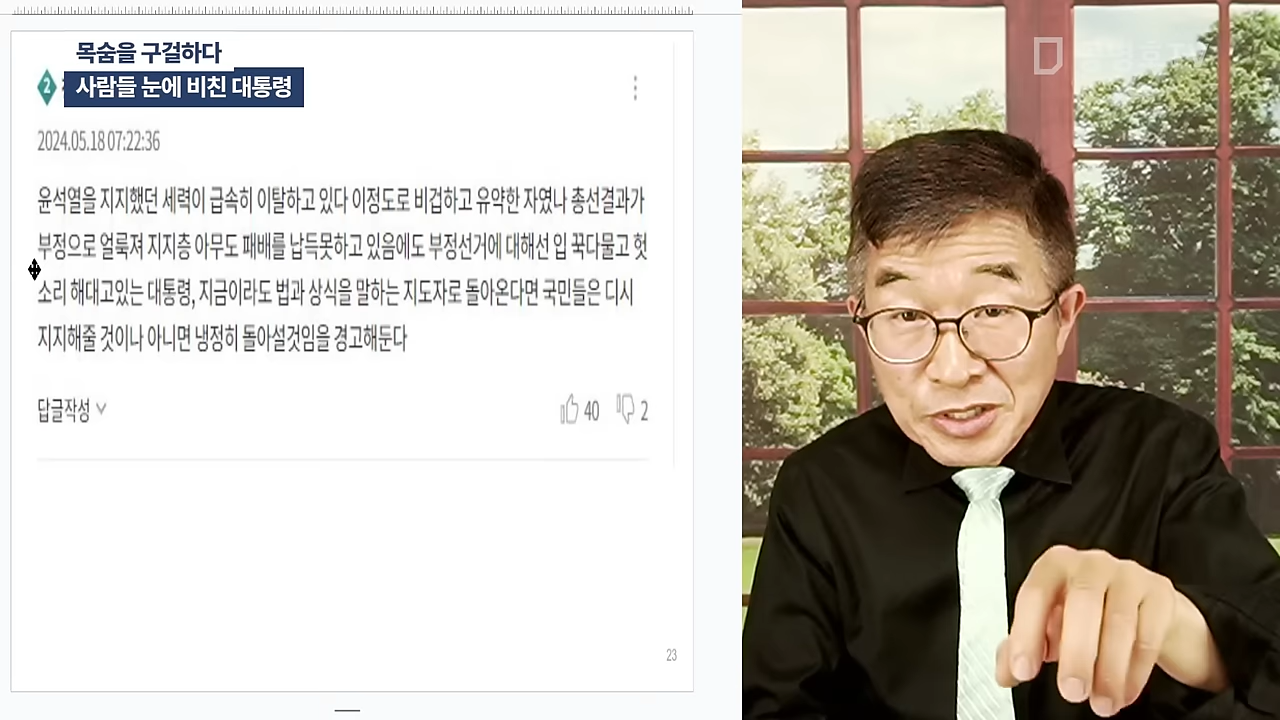 목숨을 구걸하다
사람들 눈에 비친 대통령
2
2024.05.18 07:22:36
윤석열을 지지했던 세력이 급속히 이탈하고 있다 이정도로 비겁하고 유약한 자였나 총선결과가
부정으로 얼룩져 지지층 아무도 패배를 납득못하고 있음에도 부정선거에 대해선 입 꾹다물고 헛
소리 해대고있는 대통령, 지금이라도 법과 상식을 말하는 지도자로 돌아온다면 국민들은 디시
지지해줄 것이나 아니면 냉정히 돌아설것임을 경고해둔다
답글작성
40
2
23